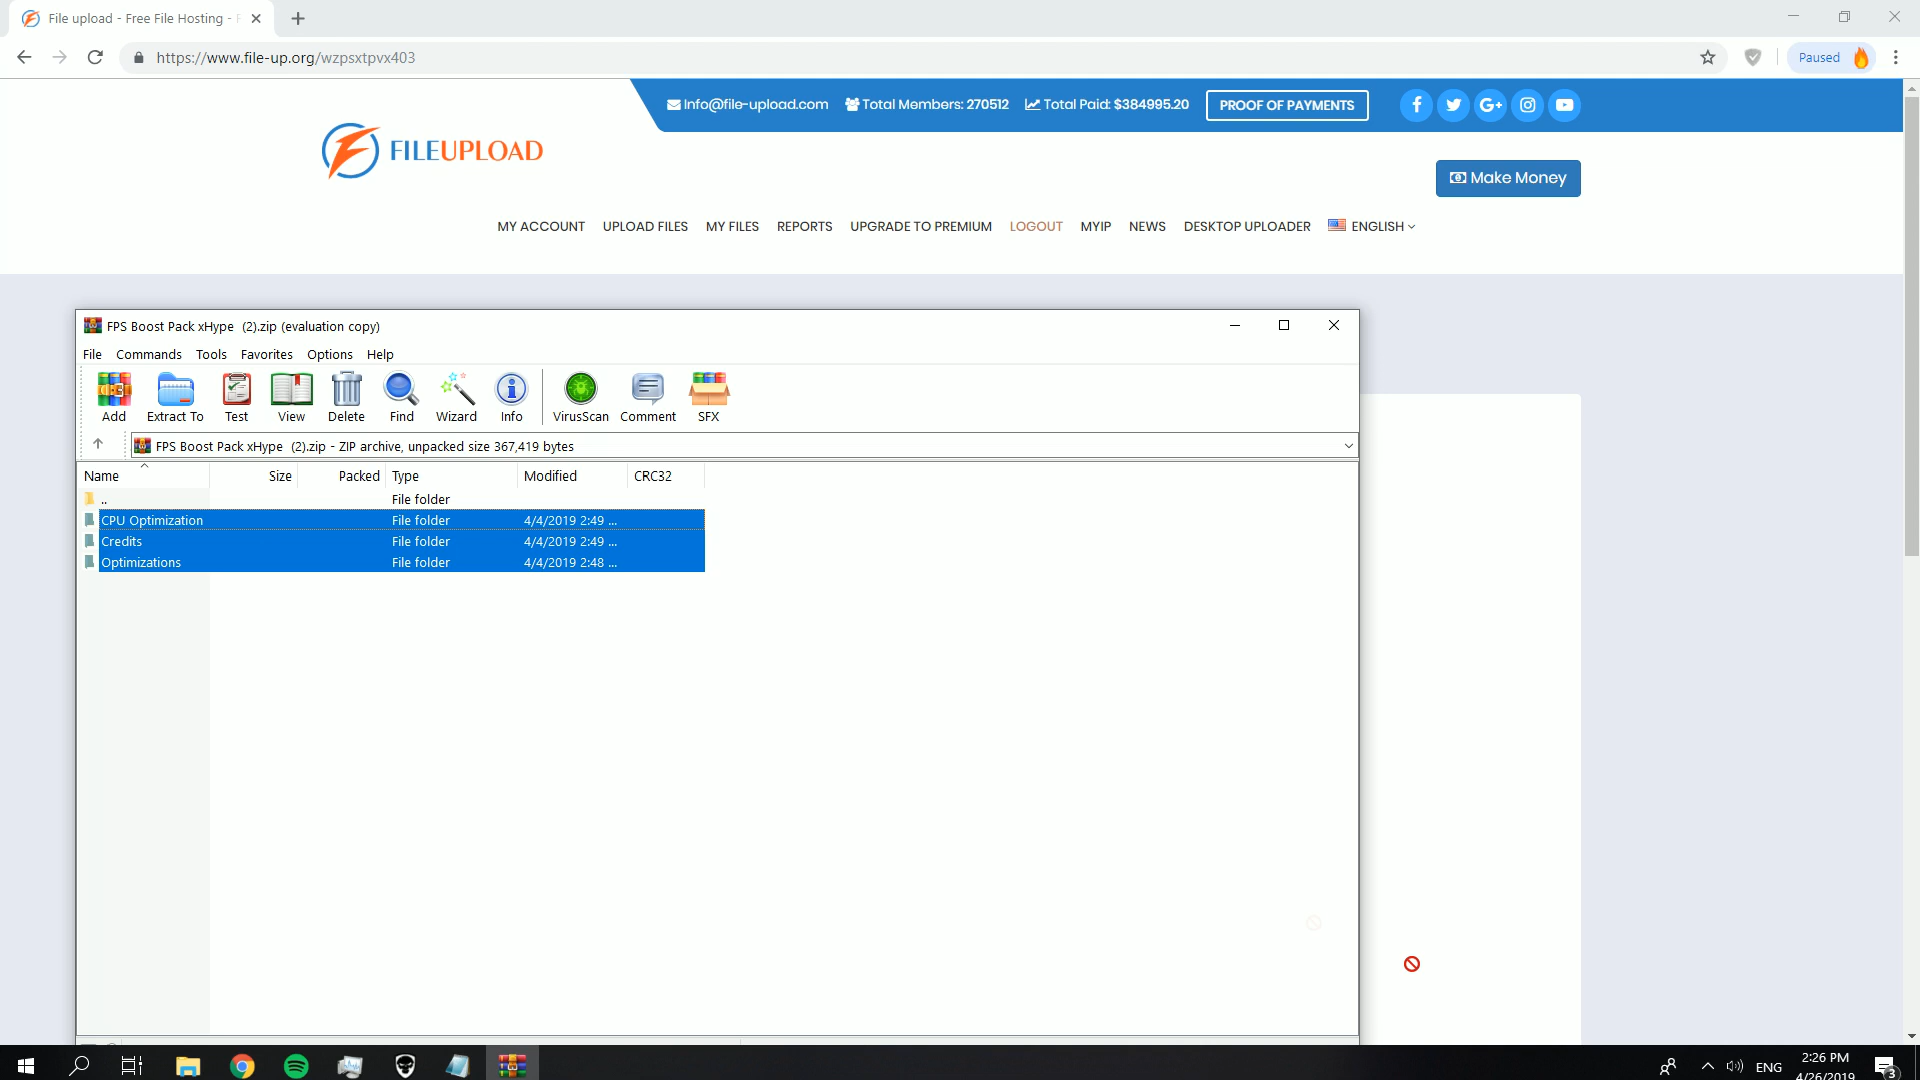 File upload - Free File Hosting -
https://www.file-up.org/wzpsxtpvx403
Paused
Info@file-upload.com
Total Members: 270512
Total Paid: $384995.20
PROOF OF PAYMENTS
FILEUPLOAD
Make Money
MY ACCOUNT
UPLOAD FILES
MY FILES
REPORTS
UPGRADE TO PREMIUM
LOGOUT
MYIP
NEWS
DESKTOP UPLOADER
ENGLISH
FPS Boost Pack xHype (2).zip (evaluation copy)
File Commands Tools Favorites Options Help
Add Extract To Test View Delete Find Wizard Info VirusScan Comment SFX
FPS Boost Pack xHype (2).zip - ZIP archive, unpacked size 367,419 bytes
Name Size Packed Type Modified CRC32
.. File folder
CPU Optimization File folder 4/4/2019 2:49 ...
Credits File folder 4/4/2019 2:49 ...
Optimizations File folder 4/4/2019 2:48 ...
ENG
2:26 PM
4/26/2019
3